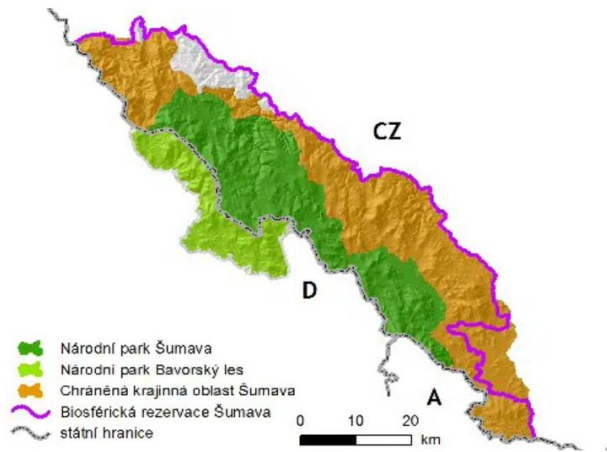 CZ
D
A
Národní park Šumava
Národní park Bavorský les
Chráněná krajinná oblast Šumava
Biosférická rezervace Šumava
státní hranice
0 10 20
km